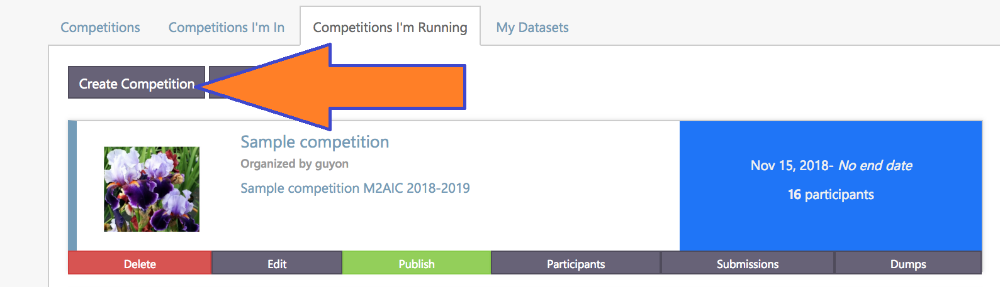 Competitions Competitions I'm In Competitions I'm Running My Datasets
Create Competition
Sample competition
Organized by guyon
Sample competition M2AIC 2018-2019
Nov 15, 2018- No end date
16 participants
Delete Edit Publish Participants Submissions Dumps